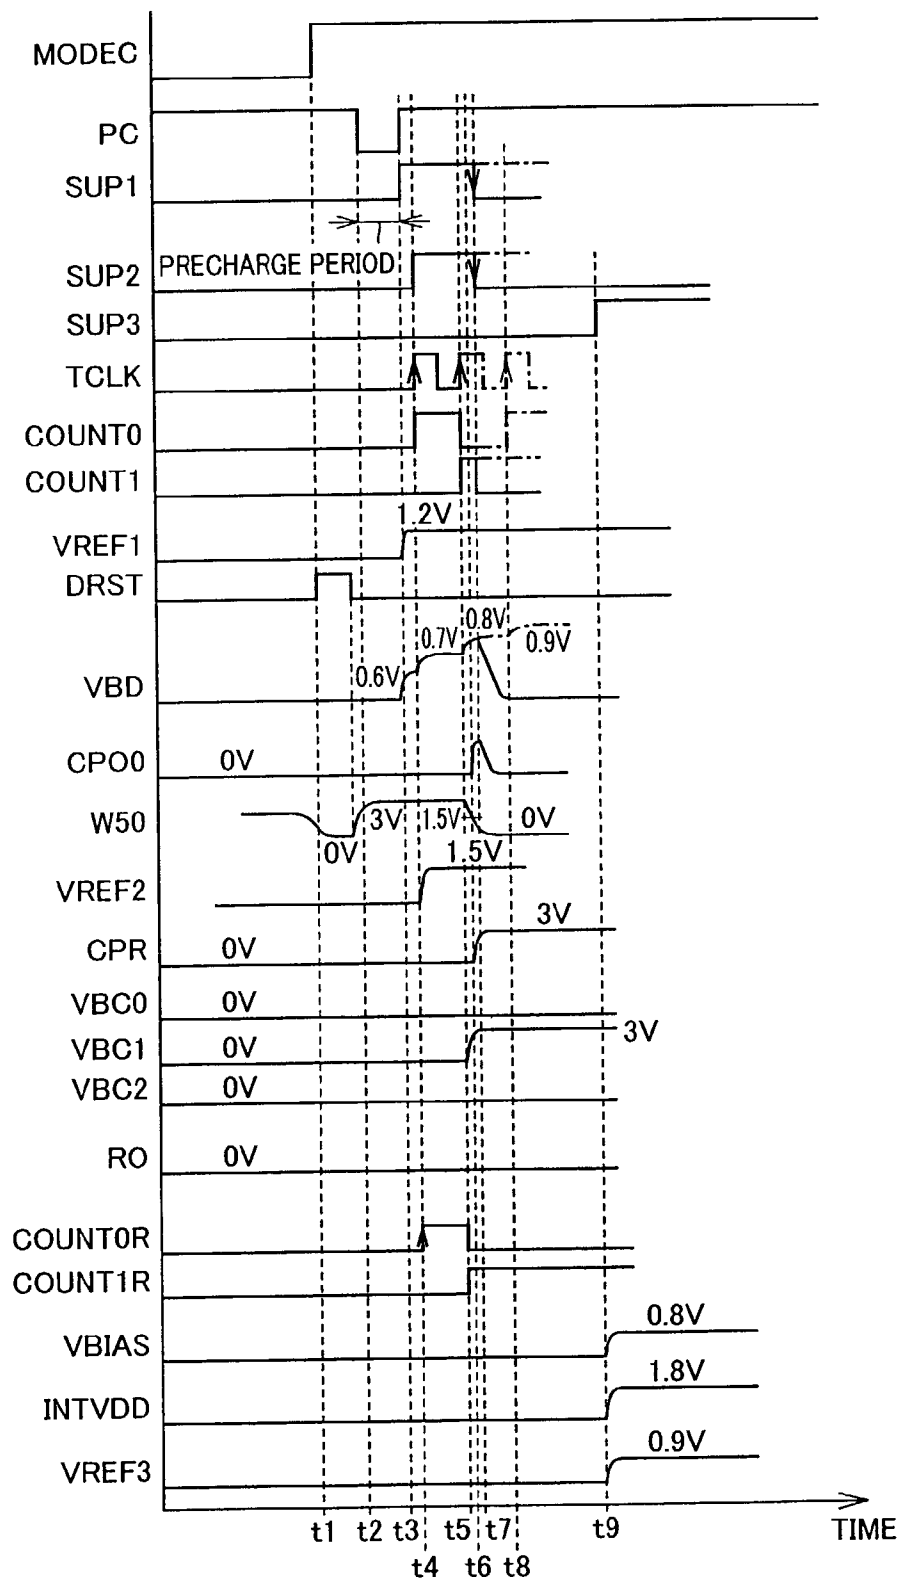 MODEC
PC
SUP1
PRECHARGE PERIOD
SUP2
SUP3
TCLK
COUNT0
COUNT1
1.2V
VREF1
DRST
0.8V
0.7V
0.9V
0.6V
VBD
CPO0 0V
W50 3V 1.5V 0V
0V
1.5V
VREF2
3V
CPR 0V
VBC0 0V
3V
VBC1 0V
VBC2 0V
RO 0V
COUNT0R
COUNT1R
0.8V
VBIAS
1.8V
INTVDD
0.9V
VREF3
t1 t2 t3 t5 t7 t9 TIME
t4 t6 t8